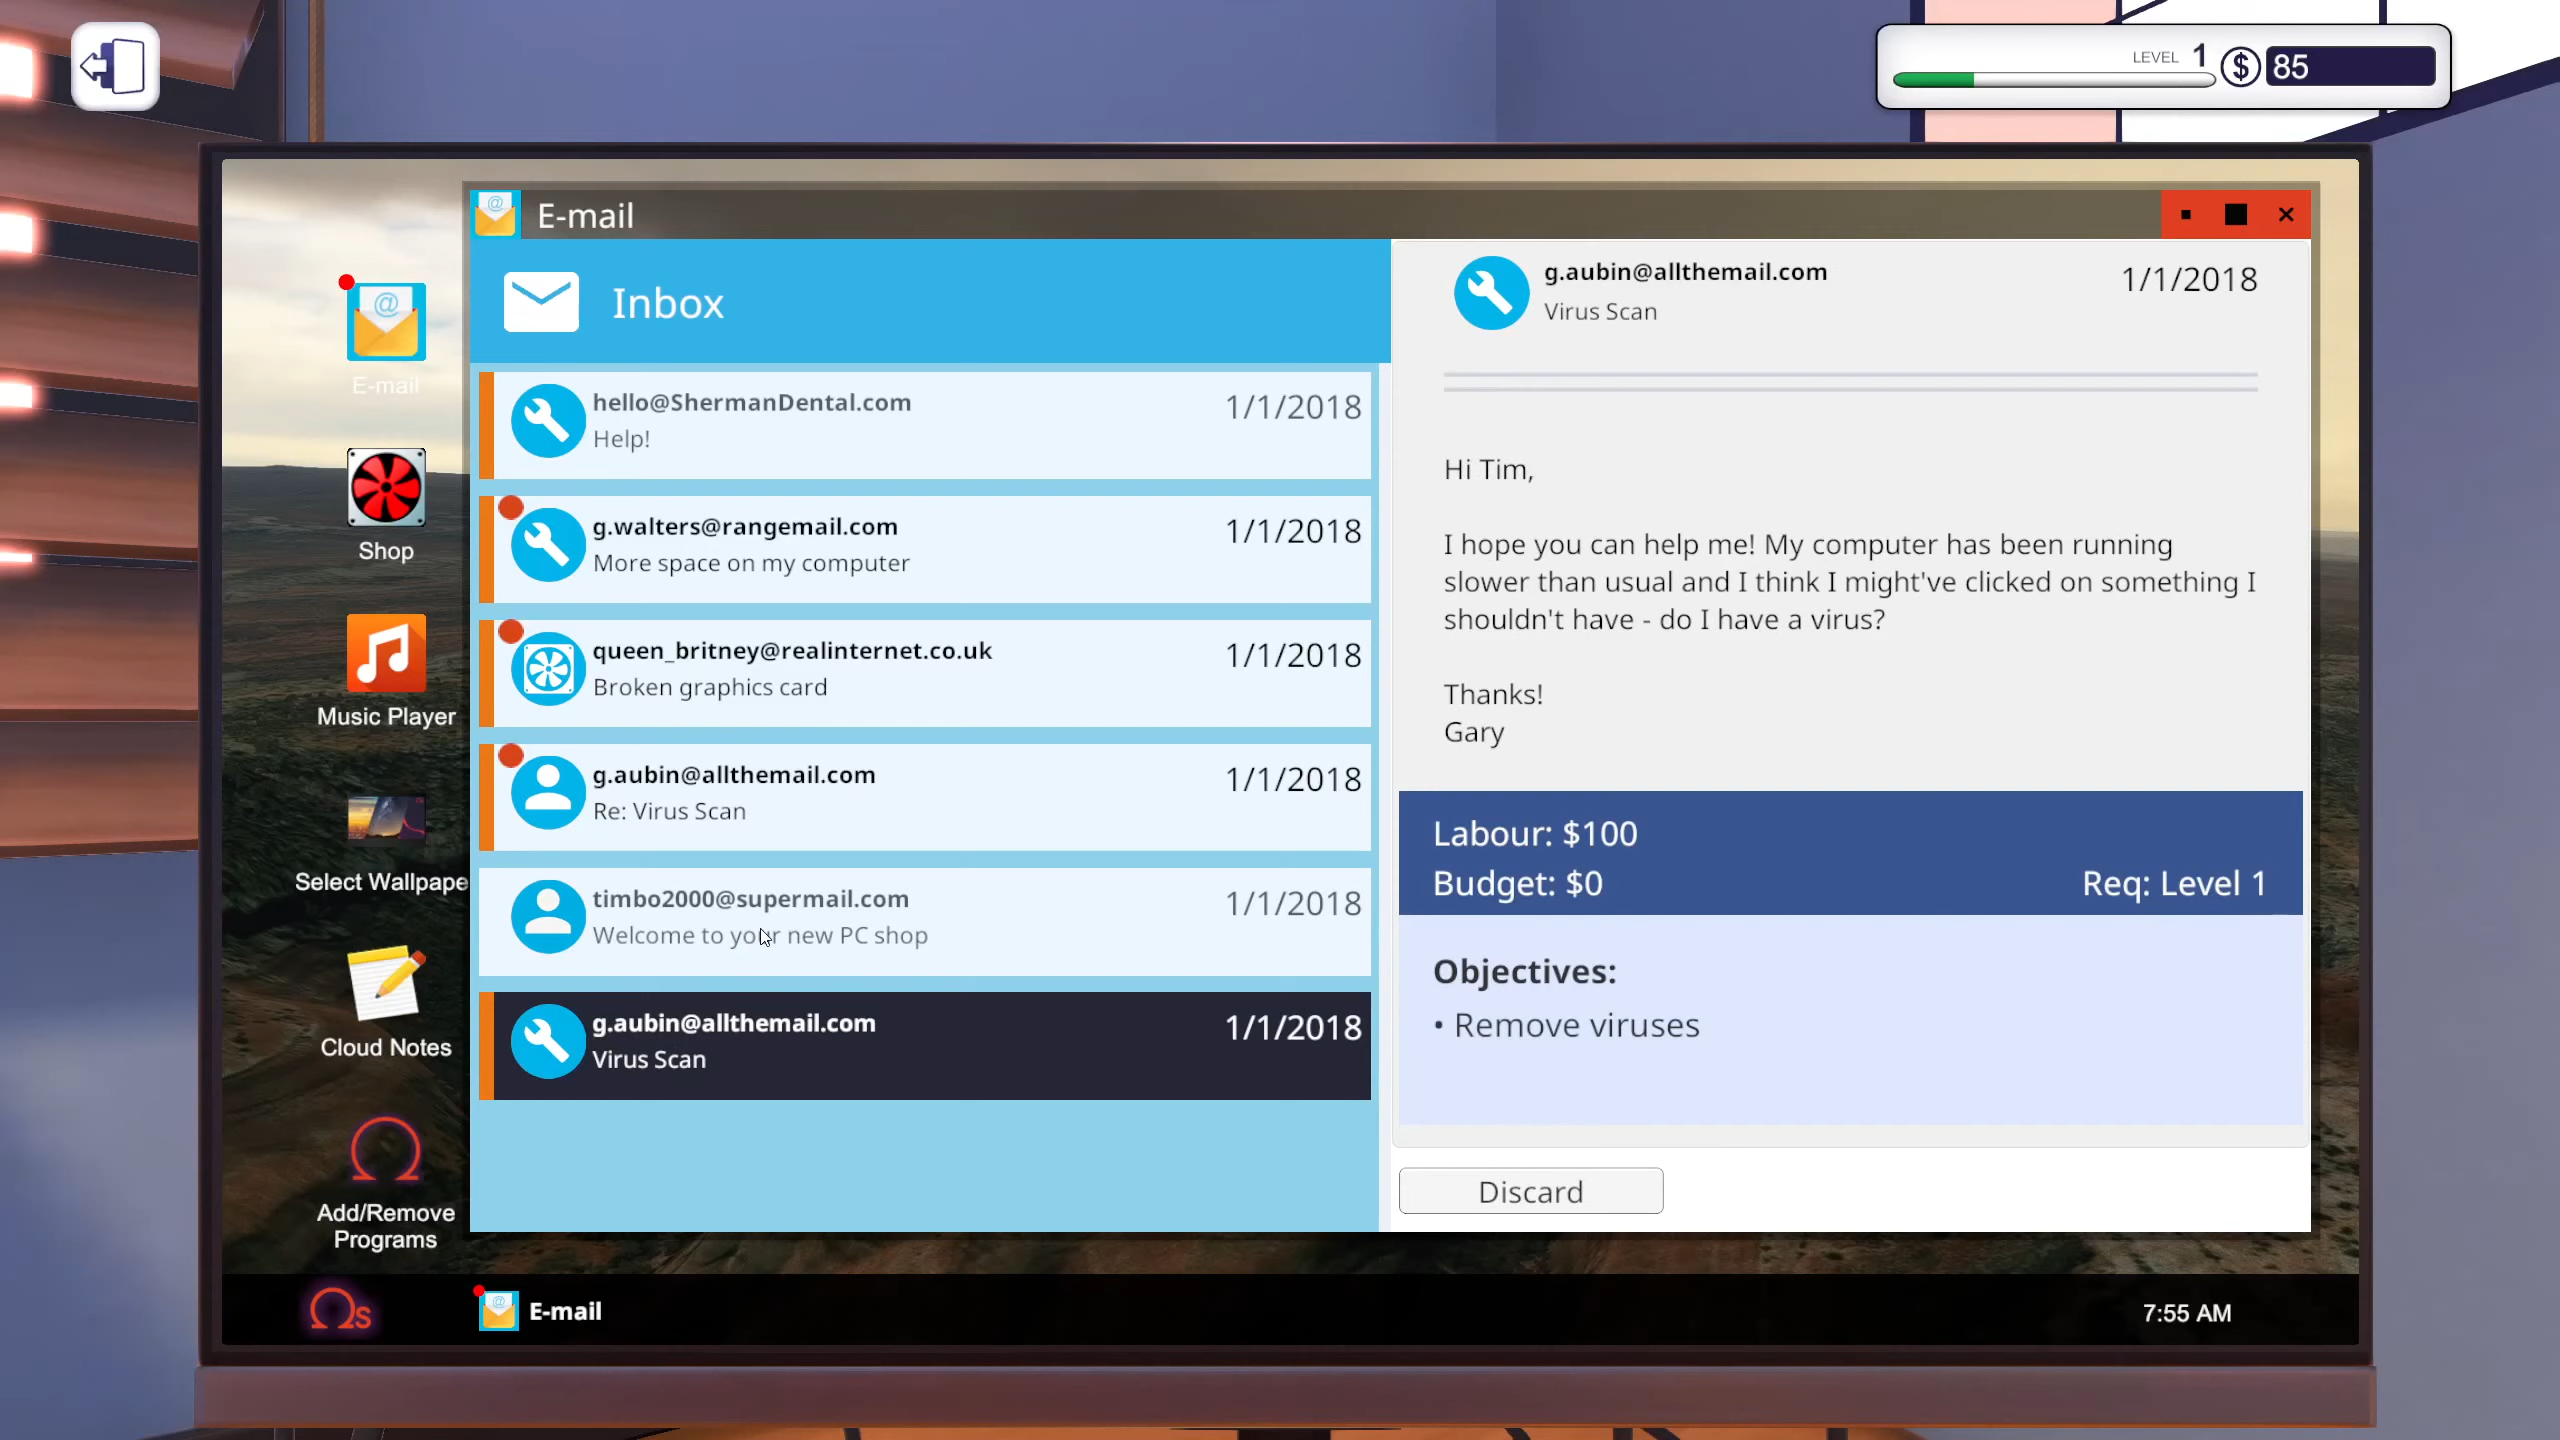 LEVEL 1
$ 85
E-mail
Inbox
hello@ShermanDental.com 1/1/2018
Help!
g.walters@rangemail.com 1/1/2018
More space on my computer
queen_britney@realinternet.co.uk 1/1/2018
Broken graphics card
g.aubin@allthemail.com 1/1/2018
Re: Virus Scan
timbo2000@supermail.com 1/1/2018
Welcome to your new PC shop
g.aubin@allthemail.com 1/1/2018
Virus Scan
g.aubin@allthemail.com 1/1/2018
Virus Scan
Hi Tim,
I hope you can help me! My computer has been running
slower than usual and I think I might've clicked on something I
shouldn't have - do I have a virus?
Thanks!
Gary
Labour: $100
Budget: $0 Req: Level 1
Objectives:
• Remove viruses
Discard
E-mail
Shop
Music Player
Select Wallpape
Cloud Notes
Add/Remove
Programs
Ωs
E-mail
7:55 AM